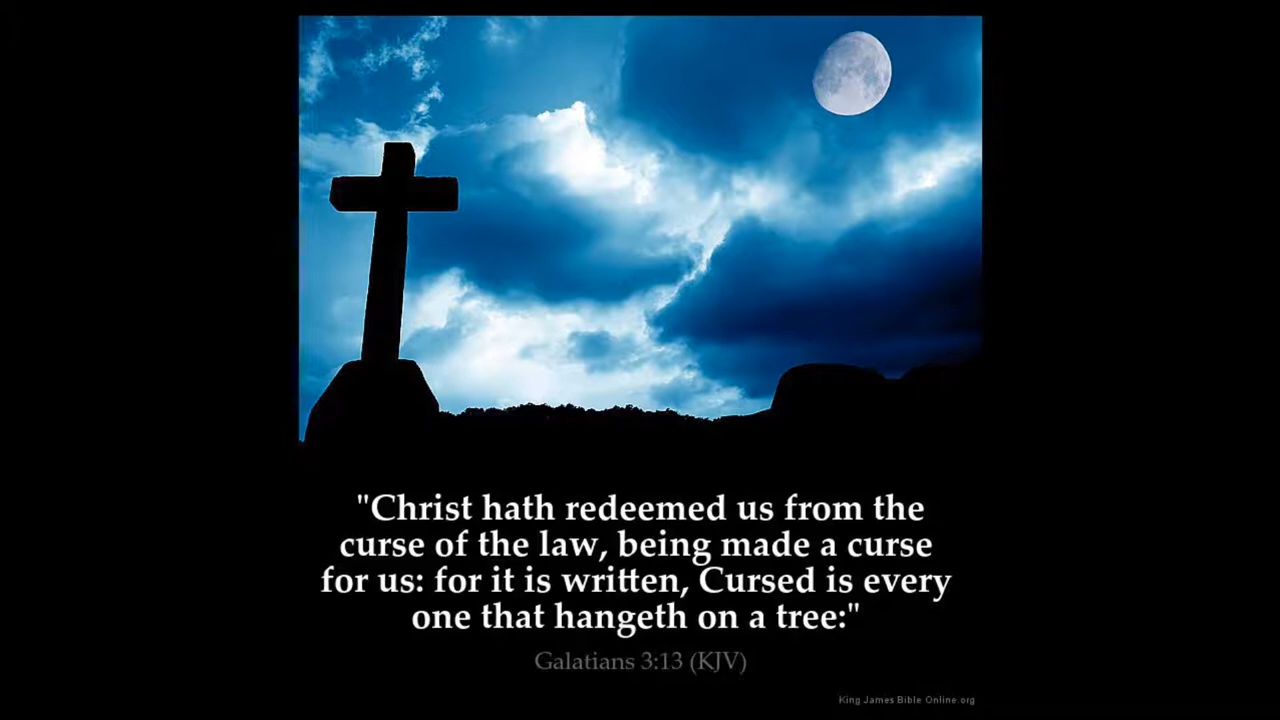 "Christ hath redeemed us from the
curse of the law, being made a curse
for us: for it is written, Cursed is every
one that hangeth on a tree:"
Galatians 3:13 (KJV)
King James Bible Online.org